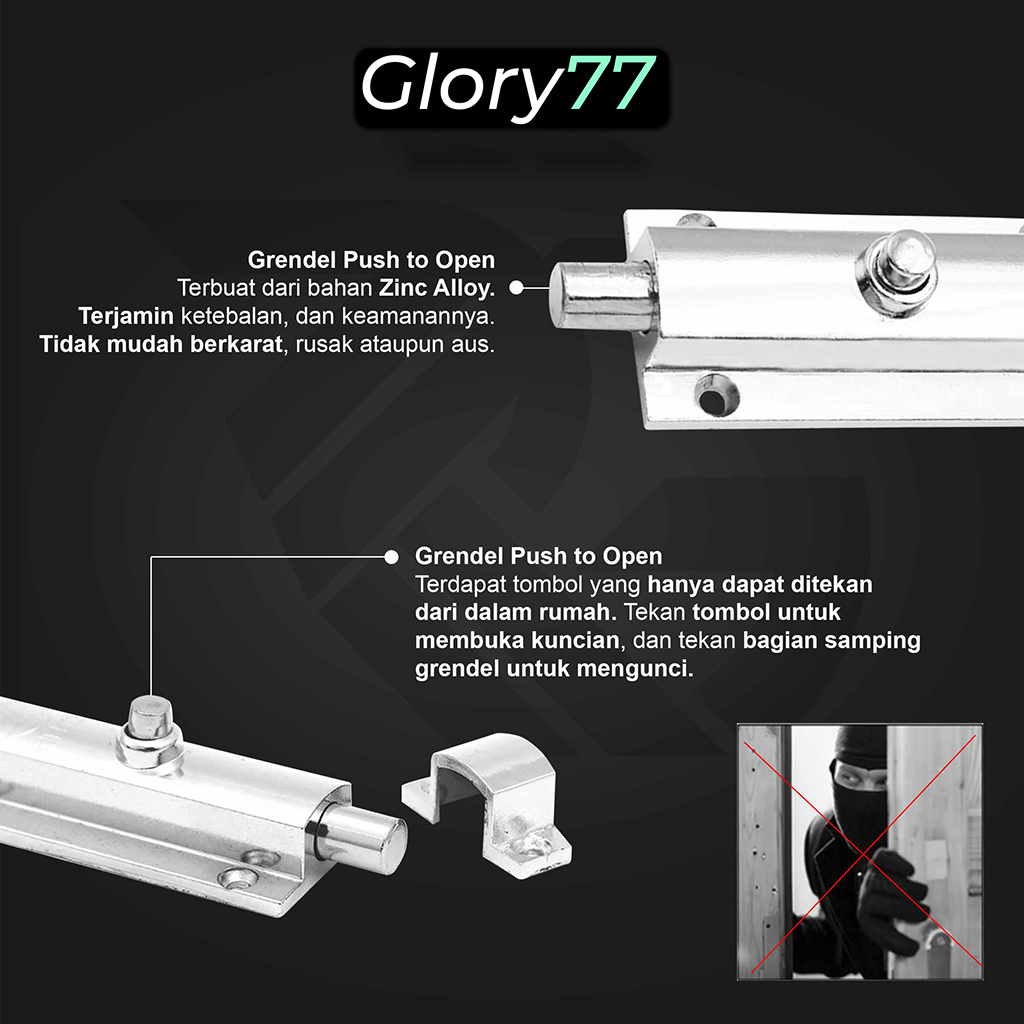 Glory77
Grendel Push to Open
Terbuat dari bahan Zinc Alloy.
Terjamin ketebalan, dan keamanannya.
Tidak mudah berkarat, rusak ataupun aus.
Grendel Push to Open
Terdapat tombol yang hanya dapat ditekan
dari dalam rumah. Tekan tombol untuk
membuka kuncian, dan tekan bagian samping
grendel untuk mengunci.